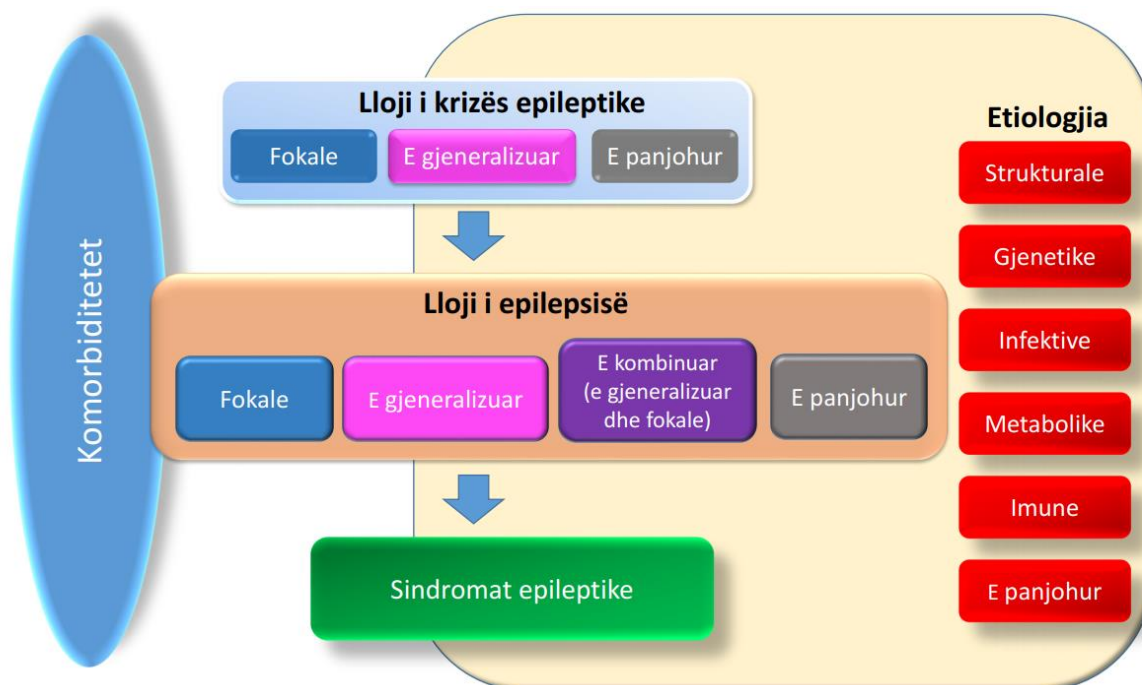 Komorbiditetet
Lloji i krizës epileptike
Fokale
E gjeneralizuar
E panjohur
Lloji i epilepsisë
Fokale
E gjeneralizuar
E kombinuar
(e gjeneralizuar
dhe fokale)
E panjohur
Sindromat epileptike
Etiologjia
Strukturale
Gjenetike
Infektive
Metabolike
Imune
E panjohur